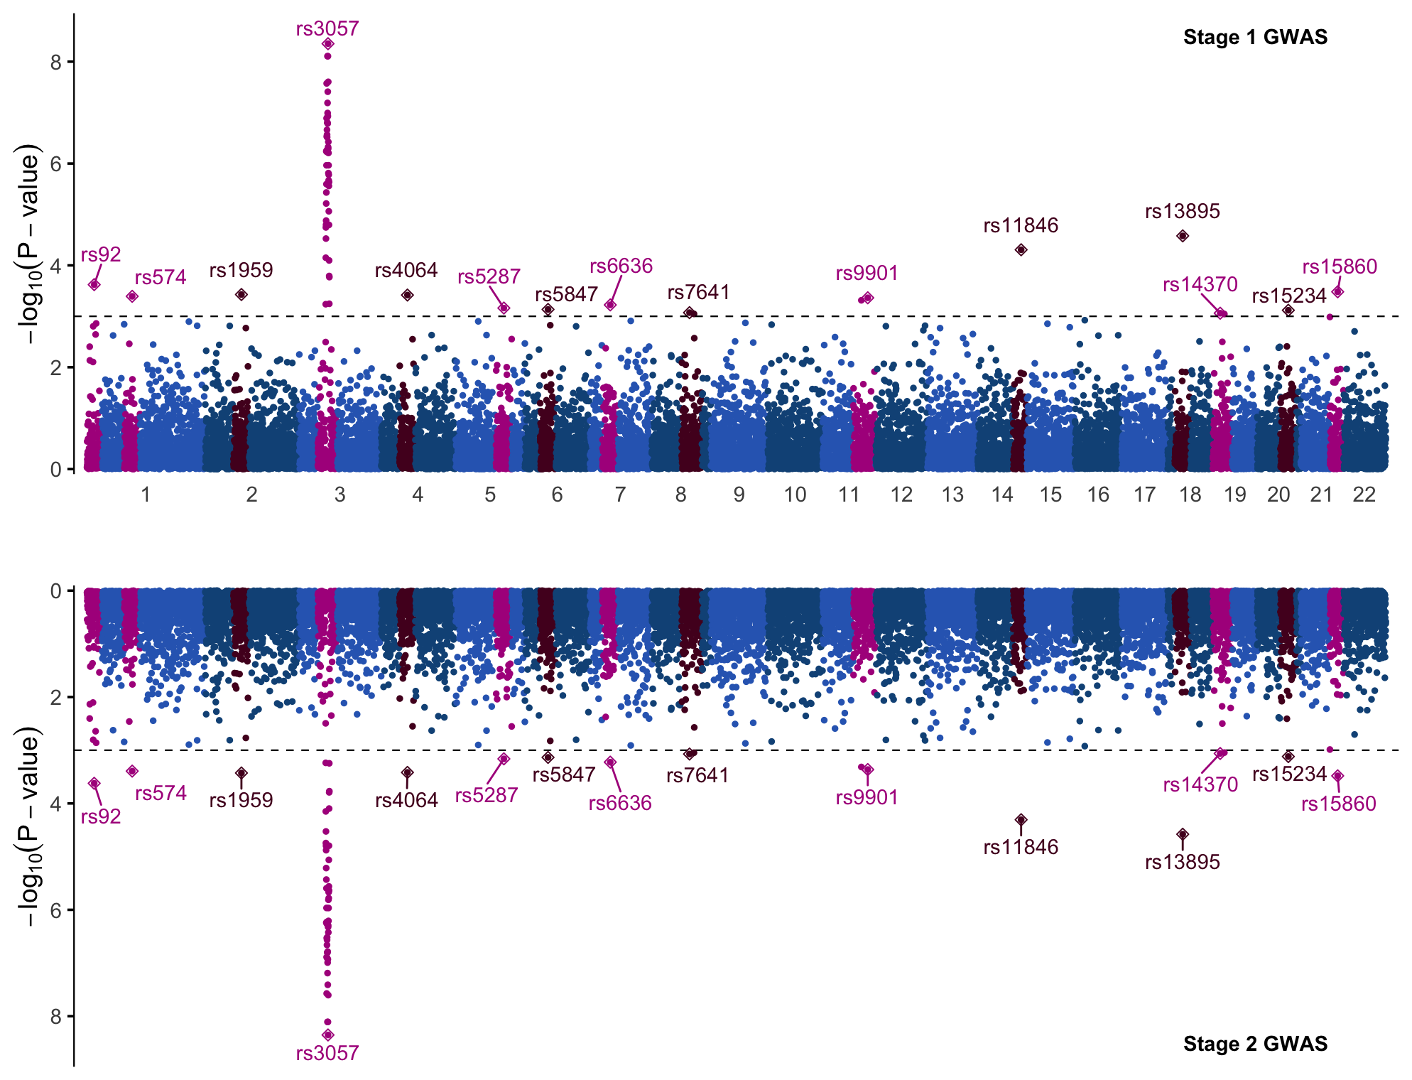 rs3057
Stage 1 GWAS
8
6
4
2
0
−log10(P − value)
rs11846
rs13895
rs92
rs574
rs1959
rs4064
rs5287
rs5847
rs6636
rs7641
rs9901
rs14370
rs15234
rs15860
1 2 3 4 5 6 7 8 9 10 11 12 13 14 15 16 17 18 19 20 21 22
0
2
4
6
8
−log10(P − value)
rs92
rs574
rs1959
rs4064
rs5287
rs5847
rs6636
rs7641
rs9901
rs14370
rs15234
rs15860
rs11846
rs13895
rs3057
Stage 2 GWAS